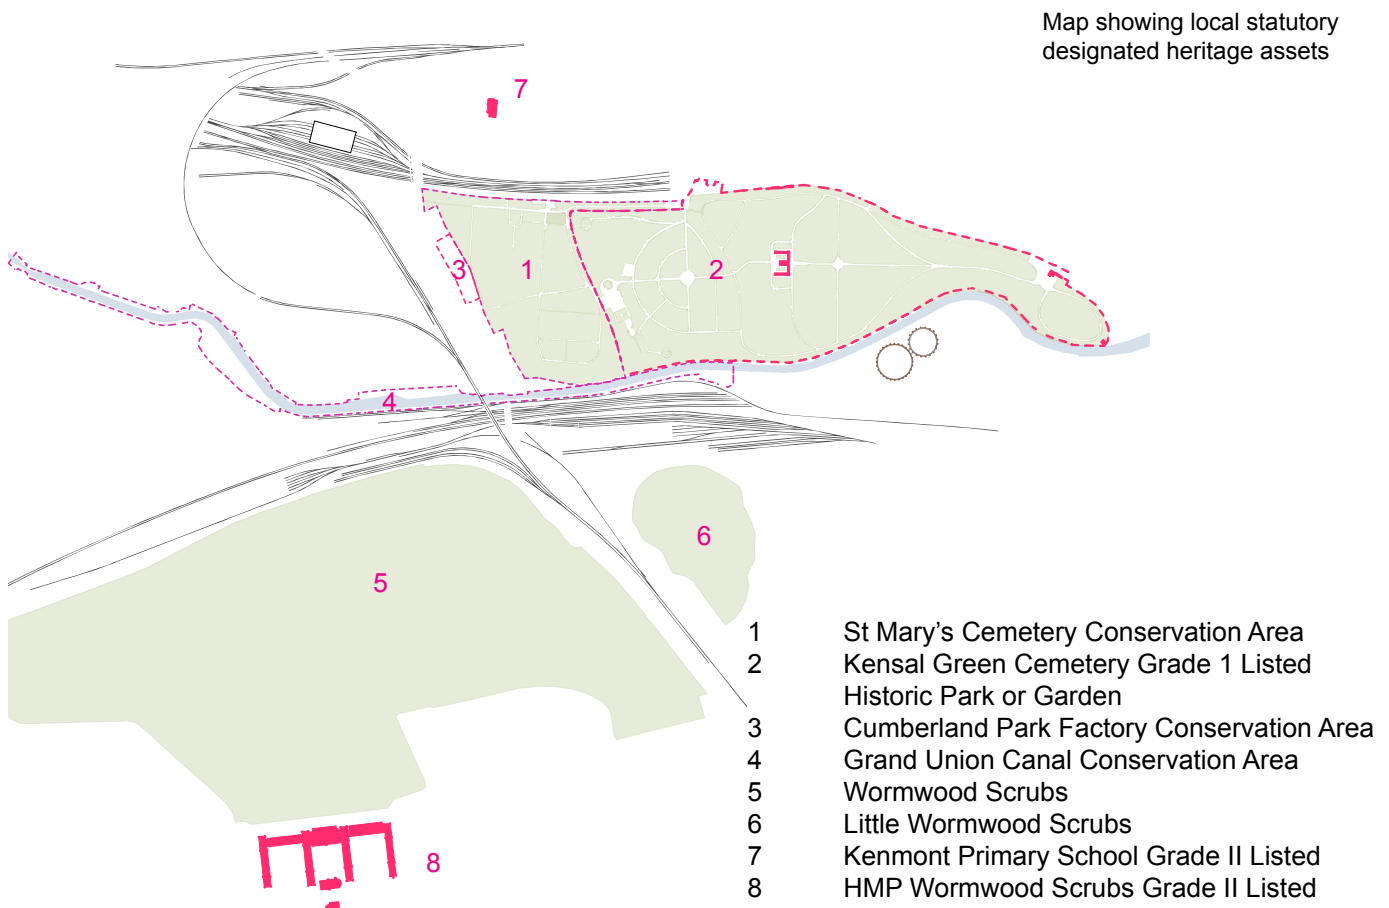 Map showing local statutory
designated heritage assets
7
3
1
2
4
6
5
8
1 St Mary's Cemetery Conservation Area
2 Kensal Green Cemetery Grade 1 Listed
Historic Park or Garden
3 Cumberland Park Factory Conservation Area
4 Grand Union Canal Conservation Area
5 Wormwood Scrubs
6 Little Wormwood Scrubs
7 Kenmont Primary School Grade II Listed
8 HMP Wormwood Scrubs Grade II Listed